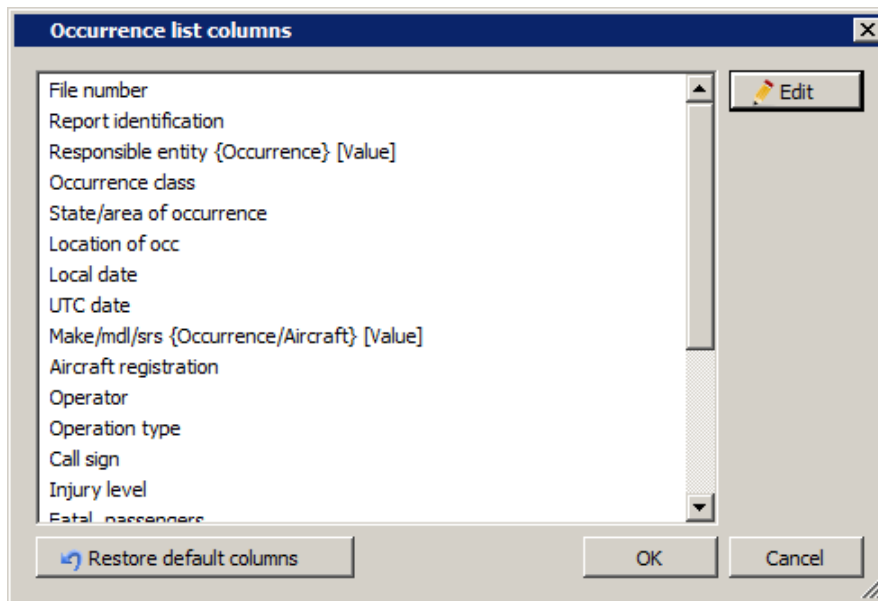 Occurrence list columns
File number
Report identification
Responsible entity {Occurrence} [Value]
Occurrence class
State/area of occurrence
Location of occ
Local date
UTC date
Make/mdl/srs {Occurrence/Aircraft} [Value]
Aircraft registration
Operator
Operation type
Call sign
Injury level
Fatal, passengers
Edit
Restore default columns
OK
Cancel